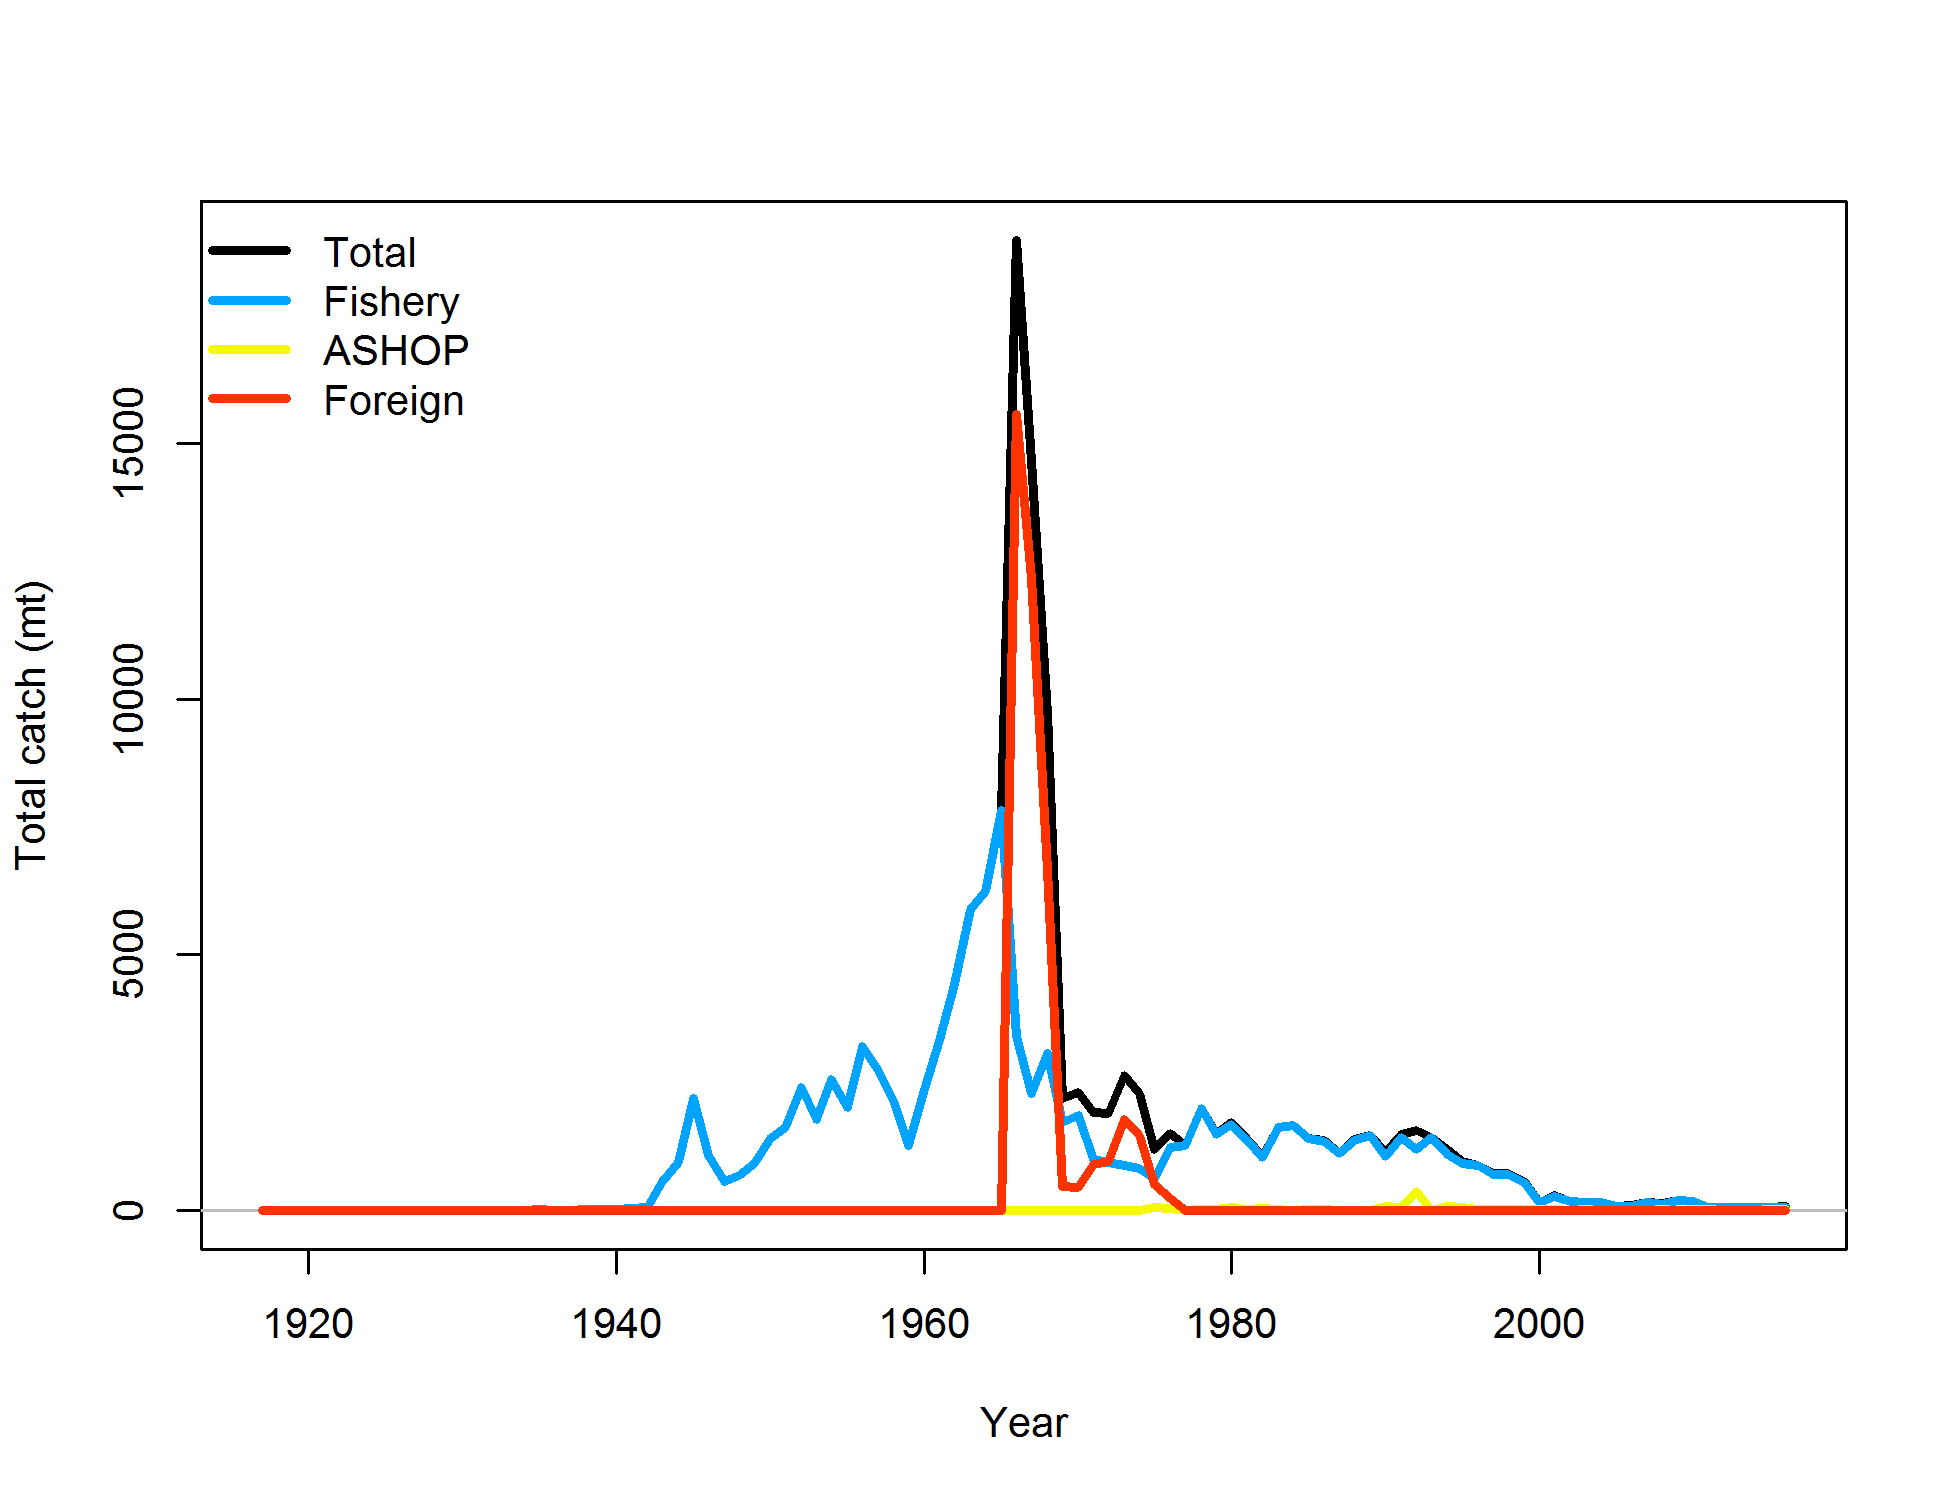 Total
Fishery
ASHOP
Foreign
Total catch (mt)
15000
10000
5000
0
1920 1940 1960 1980 2000
Year